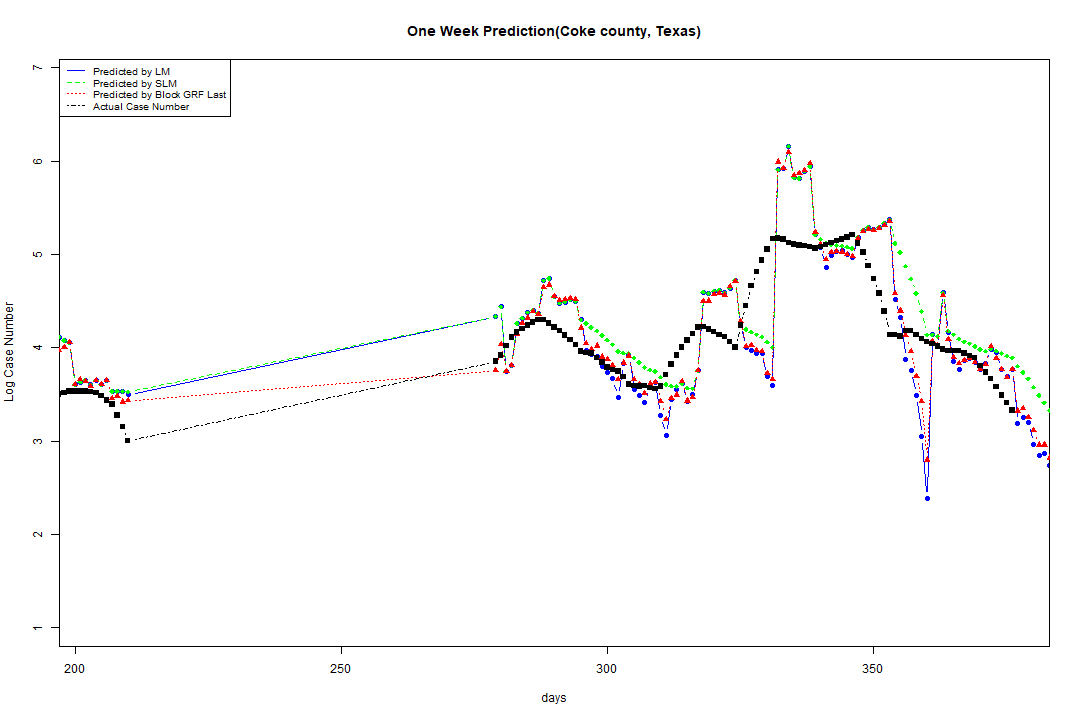 One Week Prediction(Coke county, Texas)
Predicted by LM
Predicted by SLM
Predicted by Block GRF Last
Actual Case Number
7
6
5
4
3
2
1
Log Case Number
200 250 300 350
days